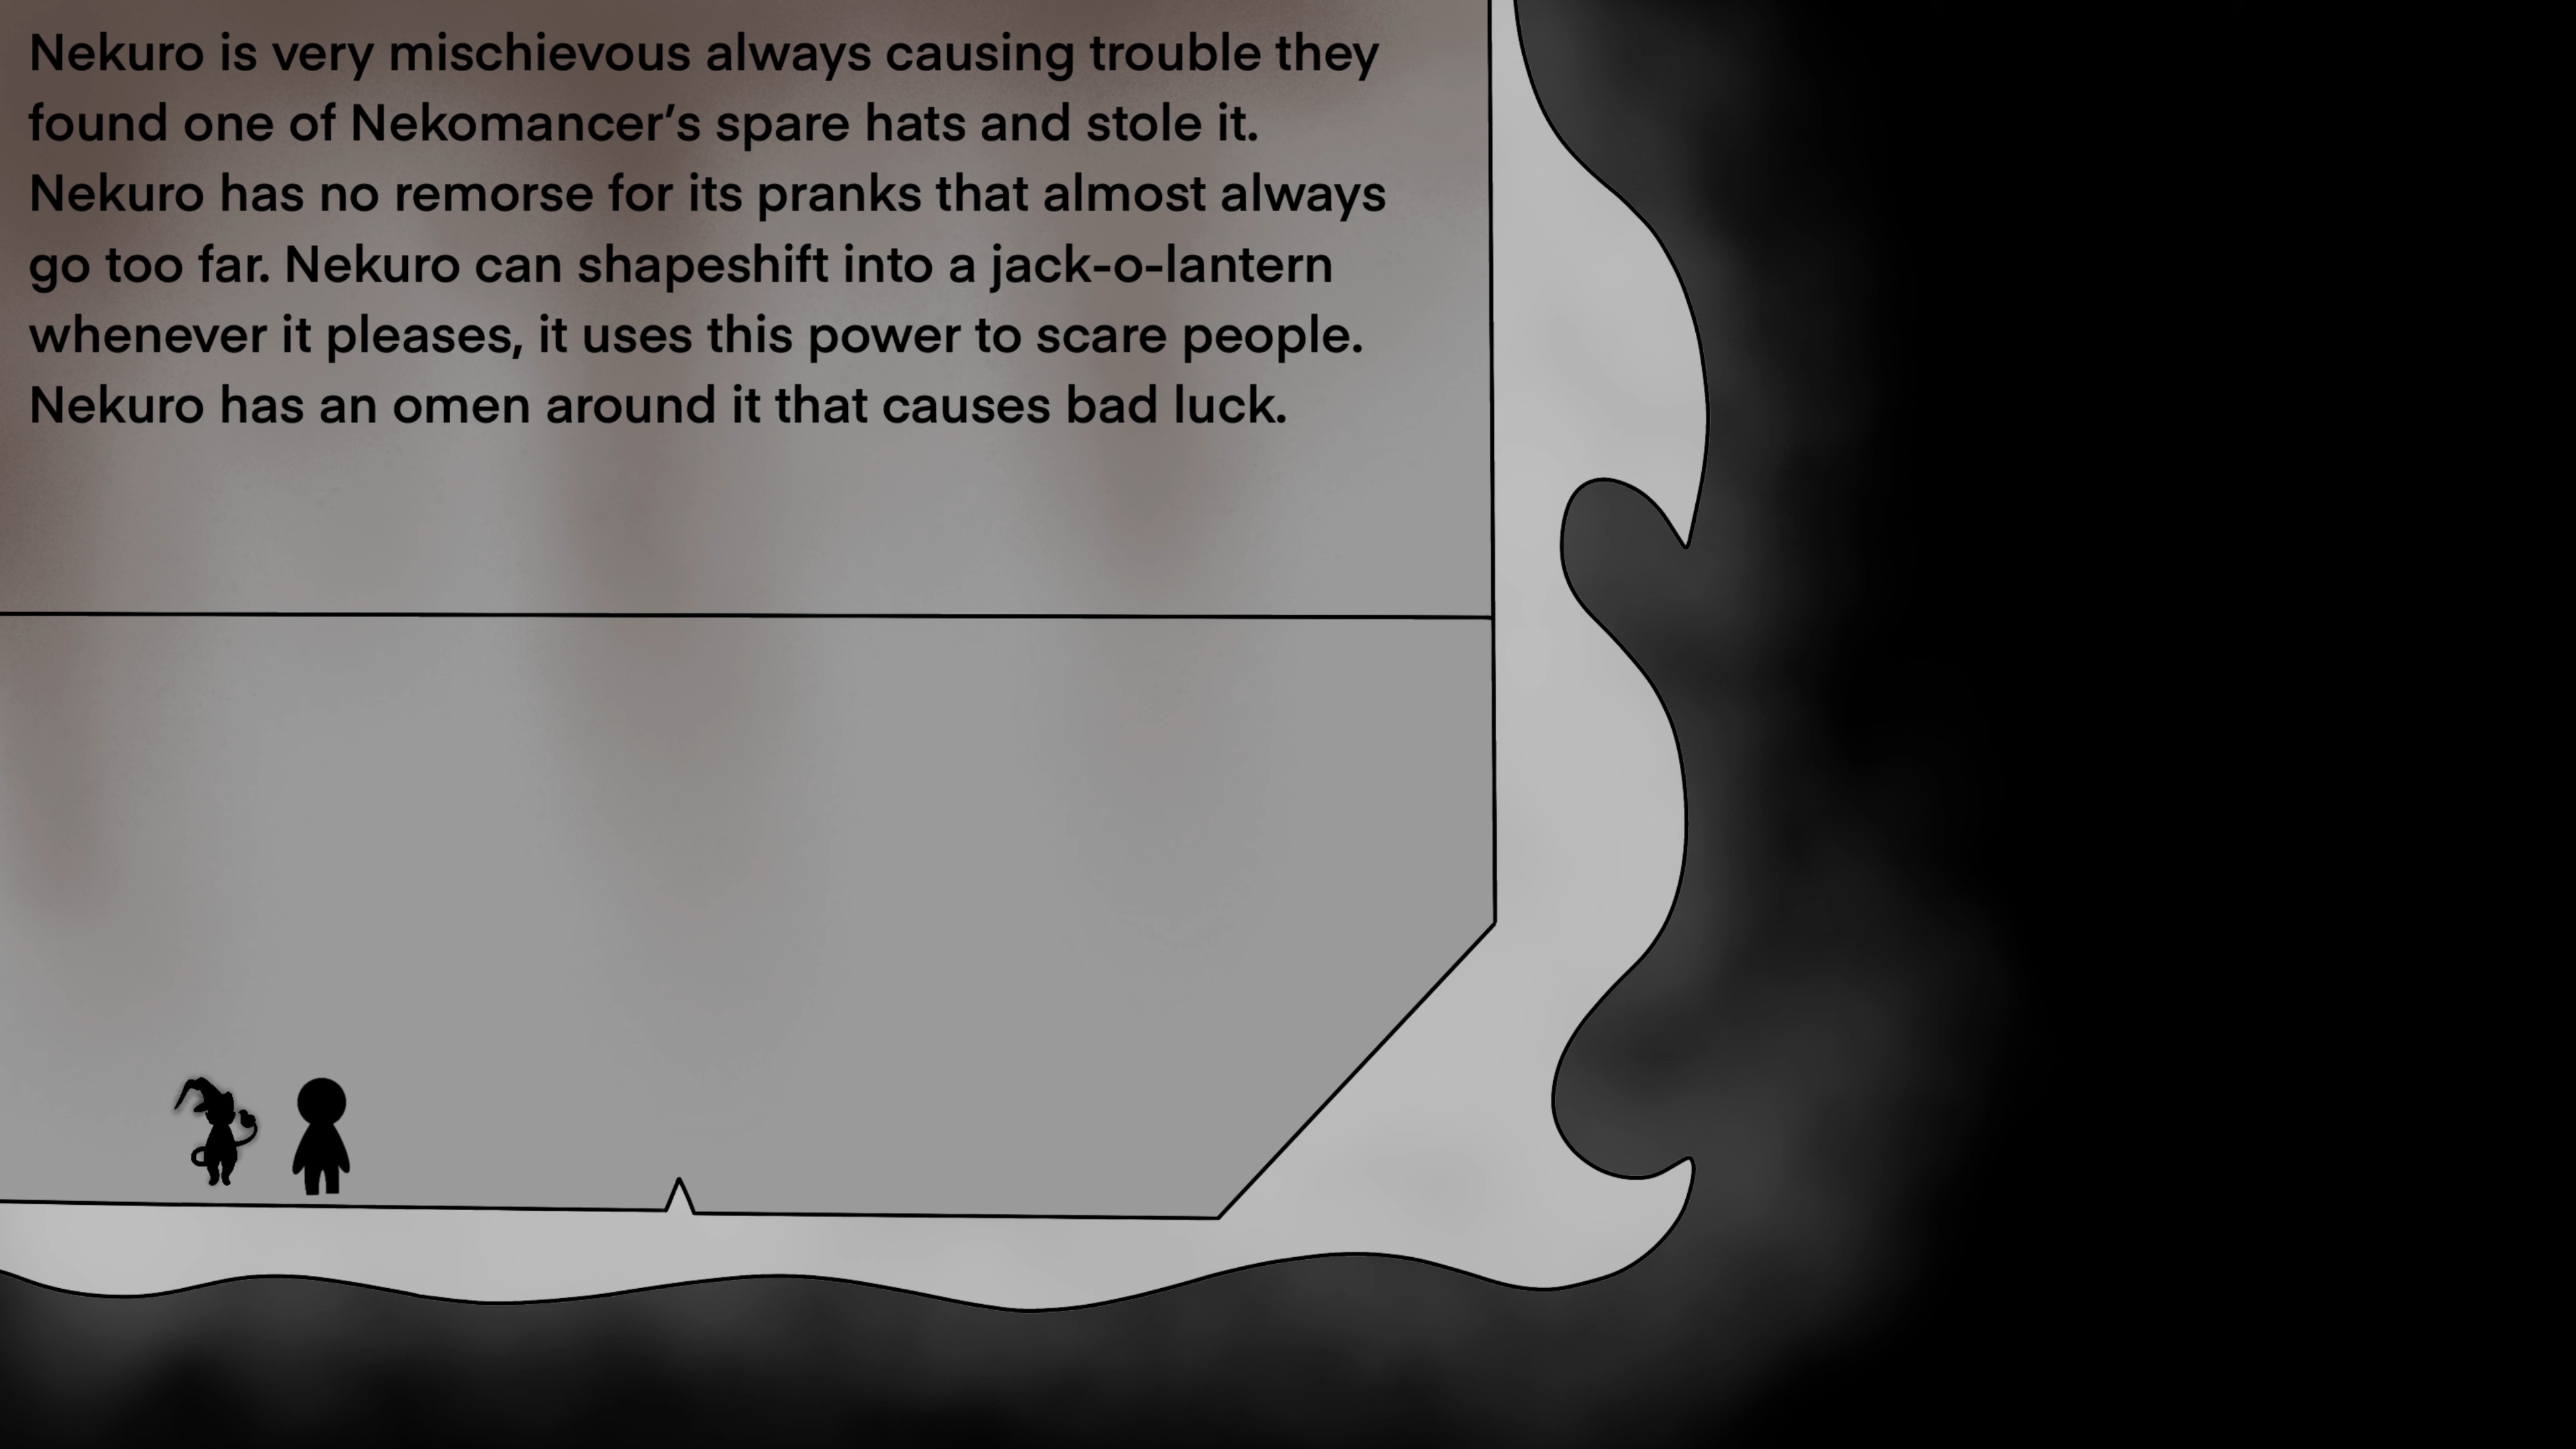 Nekuro is very mischievous always causing trouble they
found one of Nekomancer’s spare hats and stole it.
Nekuro has no remorse for its pranks that almost always
go too far. Nekuro can shapeshift into a jack-o-lantern
whenever it pleases, it uses this power to scare people.
Nekuro has an omen around it that causes bad luck.